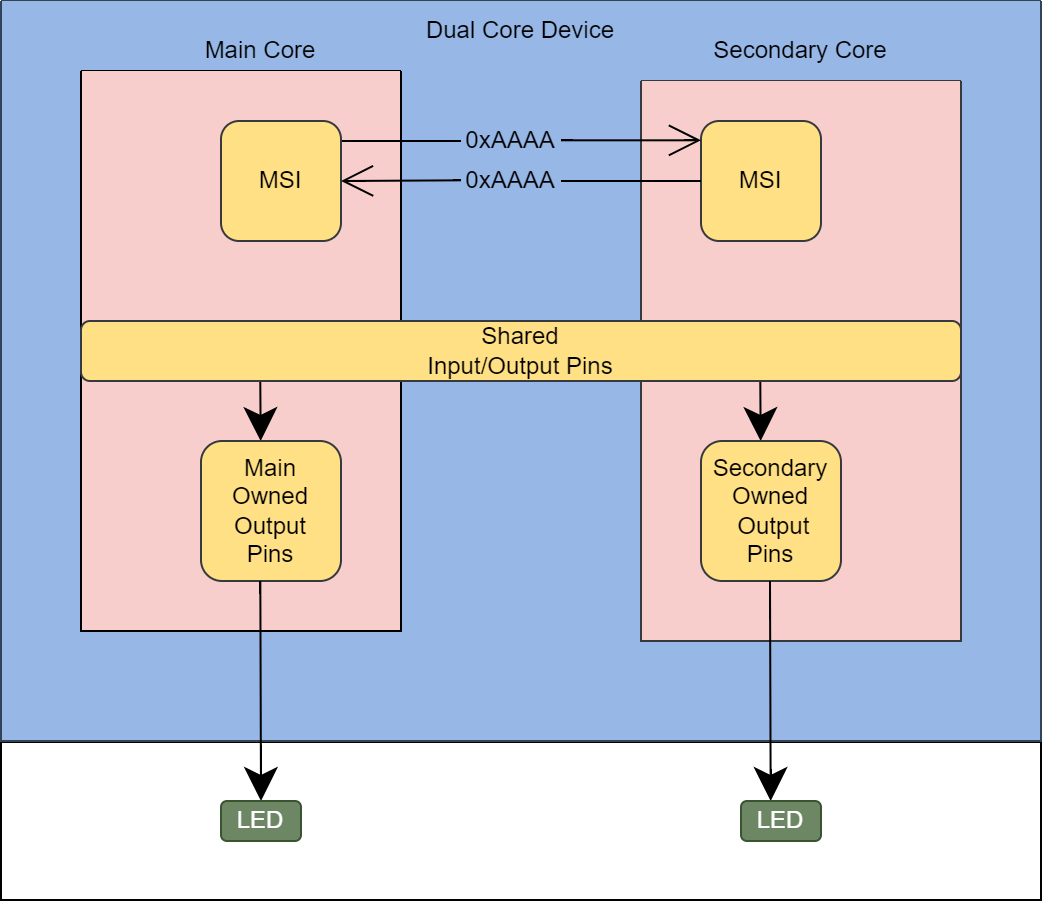 Dual Core Device
Main Core
Secondary Core
MSI
0xAAAA
0xAAAA
MSI
Shared
Input/Output Pins
Main
Owned
Output
Pins
Secondary
Owned
Output
Pins
LED
LED